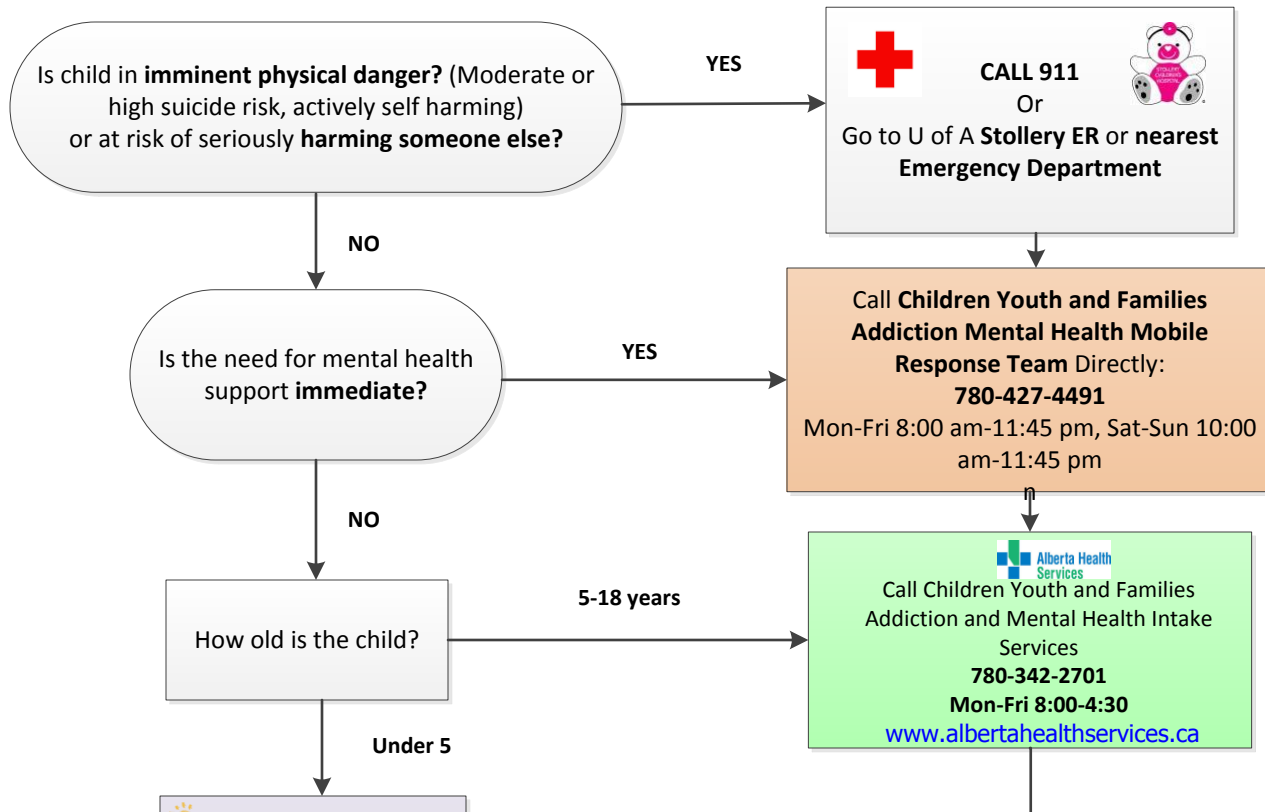 Is child in imminent physical danger? (Moderate or
high suicide risk, actively self harming)
or at risk of seriously harming someone else?
YES
CALL 911
Or
Go to U of A Stollery ER or nearest
Emergency Department
STOLLERY
CHILDREN'S
HOSPITAL
NO
Is the need for mental health
support immediate?
YES
Call Children Youth and Families
Addiction Mental Health Mobile
Response Team Directly:
780-427-4491
Mon-Fri 8:00 am-11:45 pm, Sat-Sun 10:00
am-11:45 pm
n
NO
How old is the child?
5-18 years
Alberta Health
Services
Call Children Youth and Families
Addiction and Mental Health Intake
Services
780-342-2701
Mon-Fri 8:00-4:30
www.albertahealthservices.ca
Under 5